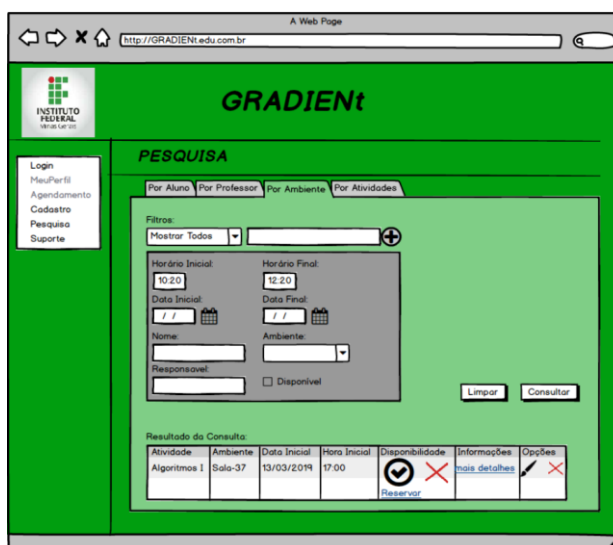 A Web Page
http://GRADIENt.edu.com.br
INSTITUTO
FEDERAL
Minas Gerais
GRADIENt
PESQUISA
Login
MeuPerfil
Agendamento
Cadastro
Pesquisa
Suporte
Por Aluno Por Professor Por Ambiente Por Atividades
Filtros:
Mostrar Todos
Horário Inicial: Horário Final:
10:20 12:20
Data Inicial: Data Final:
/ / / /
Nome: Ambiente:
Responsavel:
Disponível
Limpar Consultar
Resultado da Consulta:
Atividade Ambiente Data Inicial Hora Inicial Disponibilidade Informações Opções
Algoritmos I Sala-37 13/03/2019 17:00 mais detalhes
Reservar